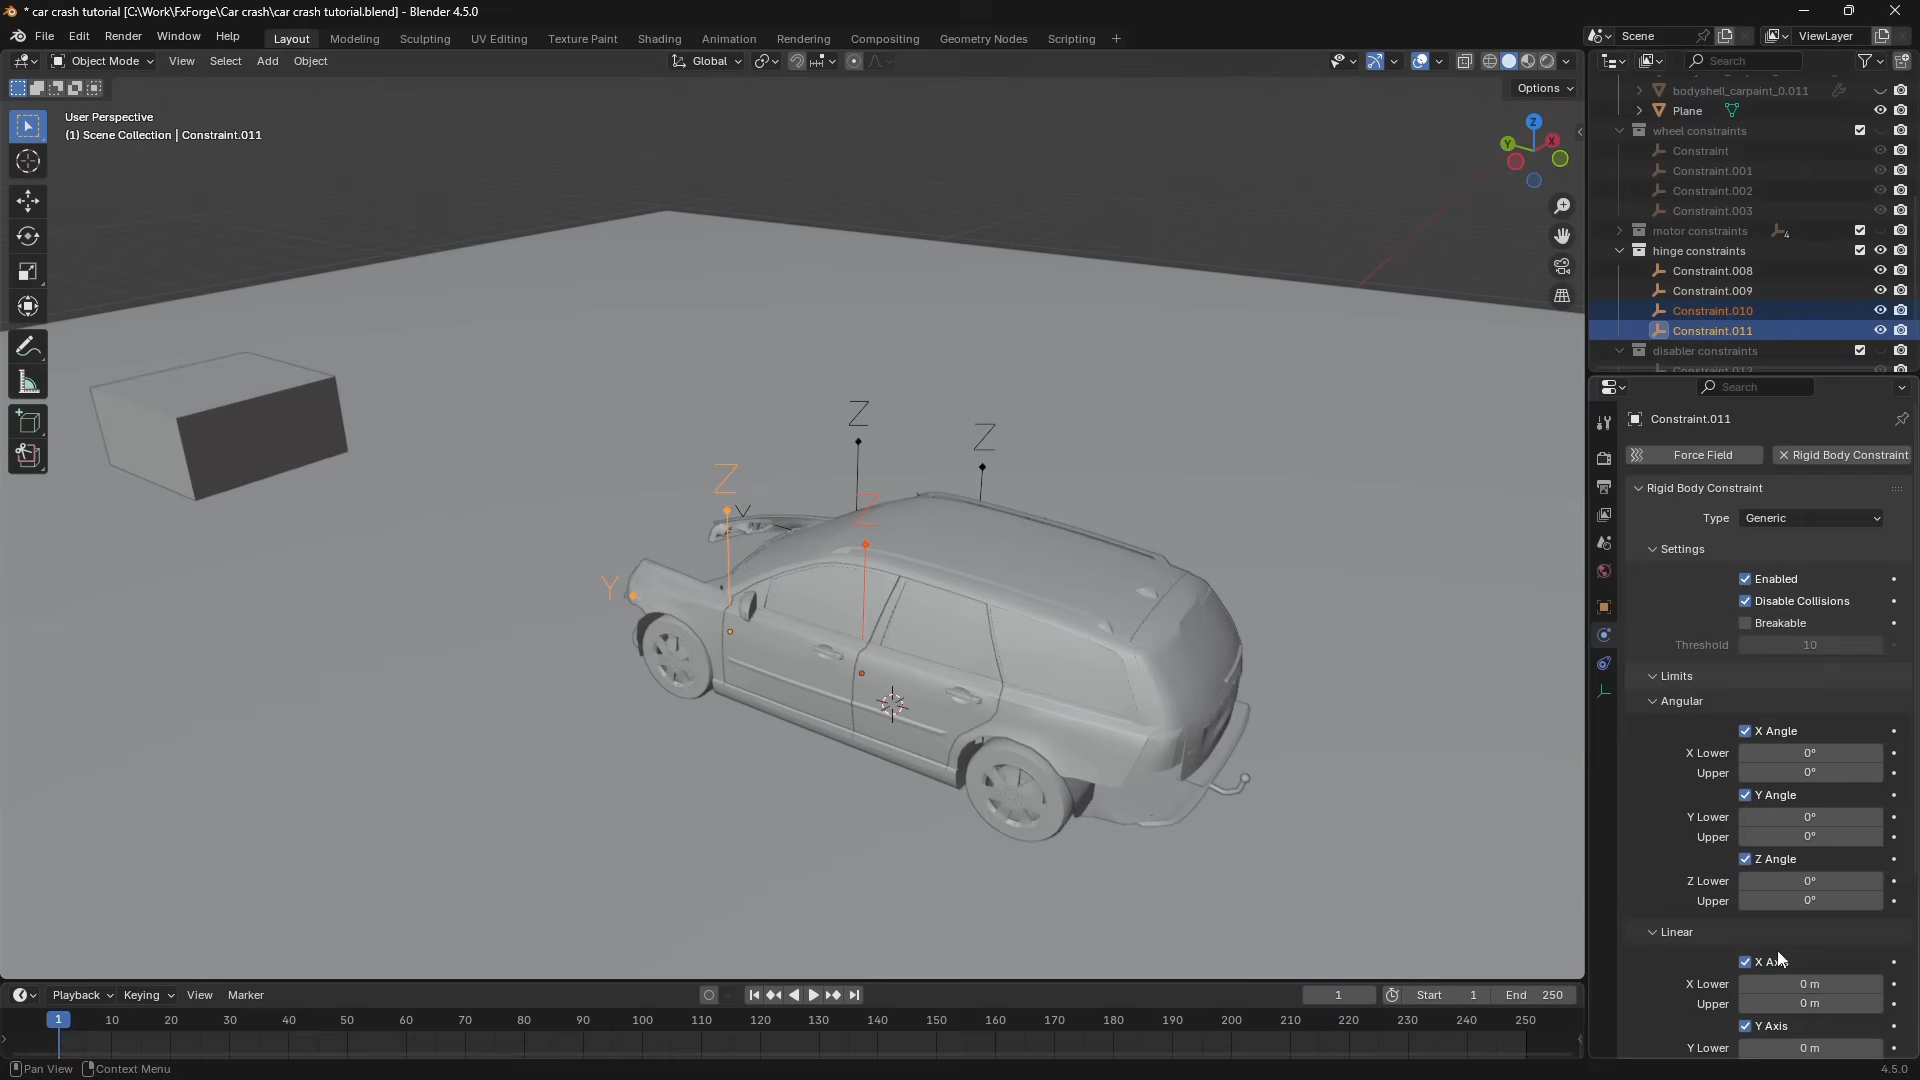 * car crash tutorial [C:\Work\FxForge\Car crash\car crash tutorial.blend] - Blender 4.5.0
File Edit Render Window Help Layout Modeling Sculpting UV Editing Texture Paint Shading Animation Rendering Compositing Geometry Nodes Scripting + Scene ViewLayer
Object Mode View Select Add Object Global Search
Options
User Perspective
(1) Scene Collection | Constraint.011
Z
X
Y
bodyshell_carpaint_0.011
Plane
wheel constraints
Constraint
Constraint.001
Constraint.002
Constraint.003
motor constraints 4
hinge constraints
Constraint.008
Constraint.009
Constraint.010
Constraint.011
disabler constraints
Z
Z
Z
Z
Y
Search
Constraint.011
Force Field Rigid Body Constraint
Rigid Body Constraint
Type Generic
Settings
Enabled
Disable Collisions
Breakable
Threshold 10
Limits
Angular
X Angle
X Lower 0°
Upper 0°
Y Angle
Y Lower 0°
Upper 0°
Z Angle
Z Lower 0°
Upper 0°
Linear
X Axis
X Lower 0 m
Upper 0 m
Y Axis
Y Lower 0 m
Playback Keying View Marker 1 Start 1 End 250
1 10 20 30 40 50 60 70 80 90 100 110 120 130 140 150 160 170 180 190 200 210 220 230 240 250
Pan View Context Menu 4.5.0